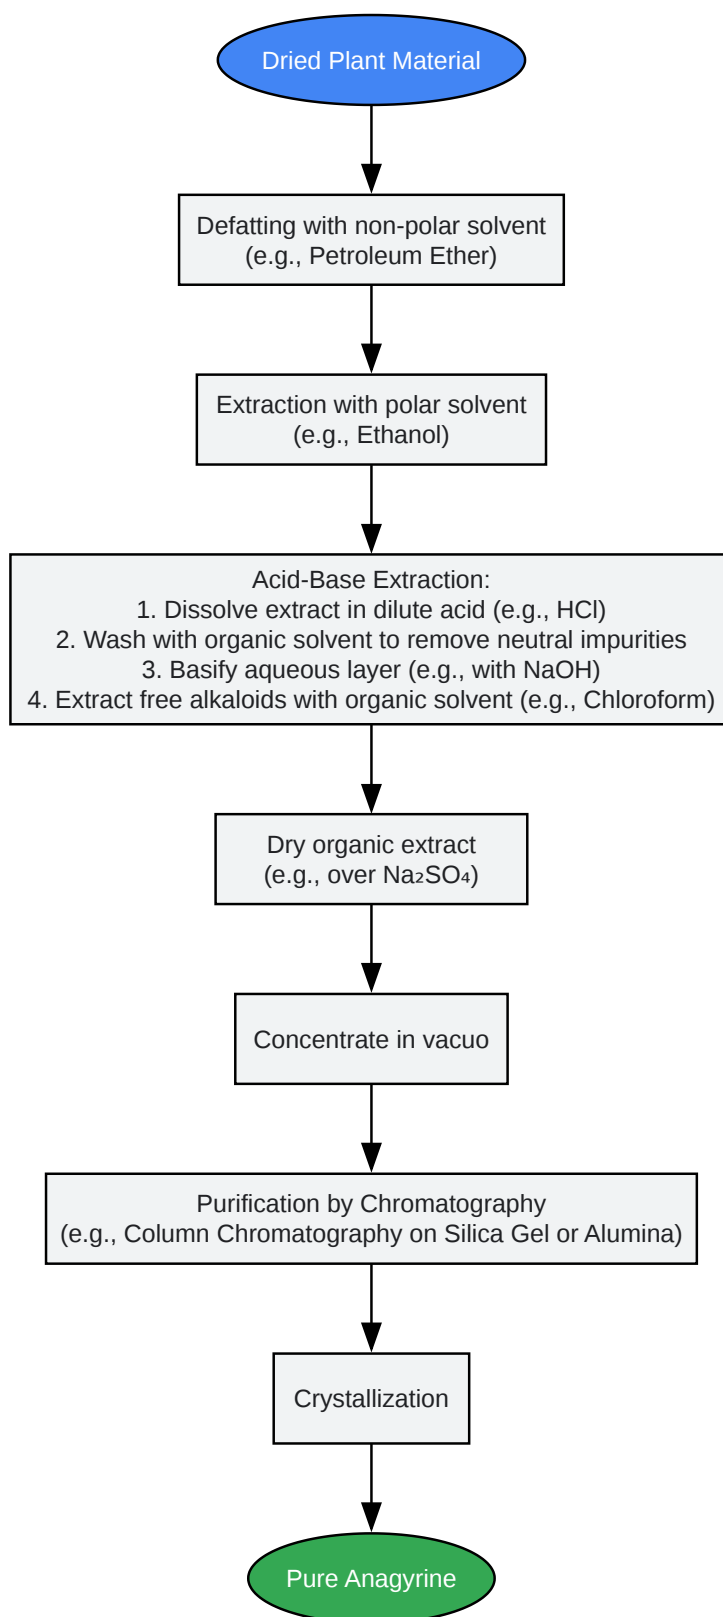 Dried Plant Material
Defatting with non-polar solvent
(e.g., Petroleum Ether)
Extraction with polar solvent
(e.g., Ethanol)
Acid-Base Extraction:
1. Dissolve extract in dilute acid (e.g., HCl)
2. Wash with organic solvent to remove neutral impurities
3. Basify aqueous layer (e.g., with NaOH)
4. Extract free alkaloids with organic solvent (e.g., Chloroform)
Dry organic extract
(e.g., over Na₂SO₄)
Concentrate in vacuo
Purification by Chromatography
(e.g., Column Chromatography on Silica Gel or Alumina)
Crystallization
Pure Anagyrine